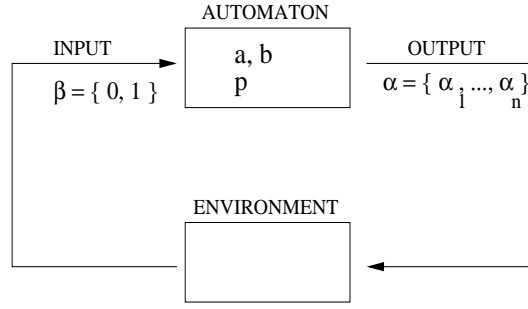 AUTOMATON
INPUT
OUTPUT
a, b
p
β = { 0, 1 }
α = { α1, ..., αn}
ENVIRONMENT